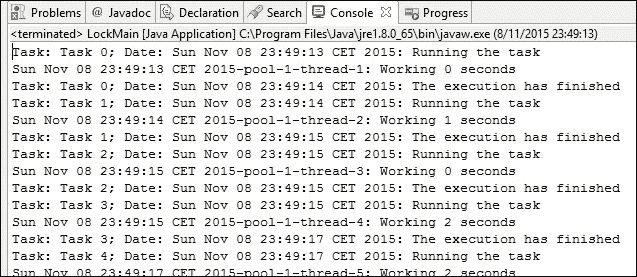 Problems @ Javadoc Declaration Search Console Progress
<terminated> LockMain [Java Application] C:\Program Files\Java\jre1.8.0_65\bin\javaw.exe (8/11/2015 23:49:13)
Task: Task 0; Date: Sun Nov 08 23:49:13 CET 2015: Running the task
Sun Nov 08 23:49:13 CET 2015-pool-1-thread-1: Working 0 seconds
Task: Task 0; Date: Sun Nov 08 23:49:14 CET 2015: The execution has finished
Task: Task 1; Date: Sun Nov 08 23:49:14 CET 2015: Running the task
Sun Nov 08 23:49:14 CET 2015-pool-1-thread-2: Working 1 seconds
Task: Task 1; Date: Sun Nov 08 23:49:15 CET 2015: The execution has finished
Task: Task 2; Date: Sun Nov 08 23:49:15 CET 2015: Running the task
Sun Nov 08 23:49:15 CET 2015-pool-1-thread-3: Working 0 seconds
Task: Task 2; Date: Sun Nov 08 23:49:15 CET 2015: The execution has finished
Task: Task 3; Date: Sun Nov 08 23:49:15 CET 2015: Running the task
Sun Nov 08 23:49:15 CET 2015-pool-1-thread-4: Working 2 seconds
Task: Task 3; Date: Sun Nov 08 23:49:17 CET 2015: The execution has finished
Task: Task 4; Date: Sun Nov 08 23:49:17 CET 2015: Running the task
Sun Nov 08 23:49:17 CET 2015-pool-1-thread-5: Working 2 seconds